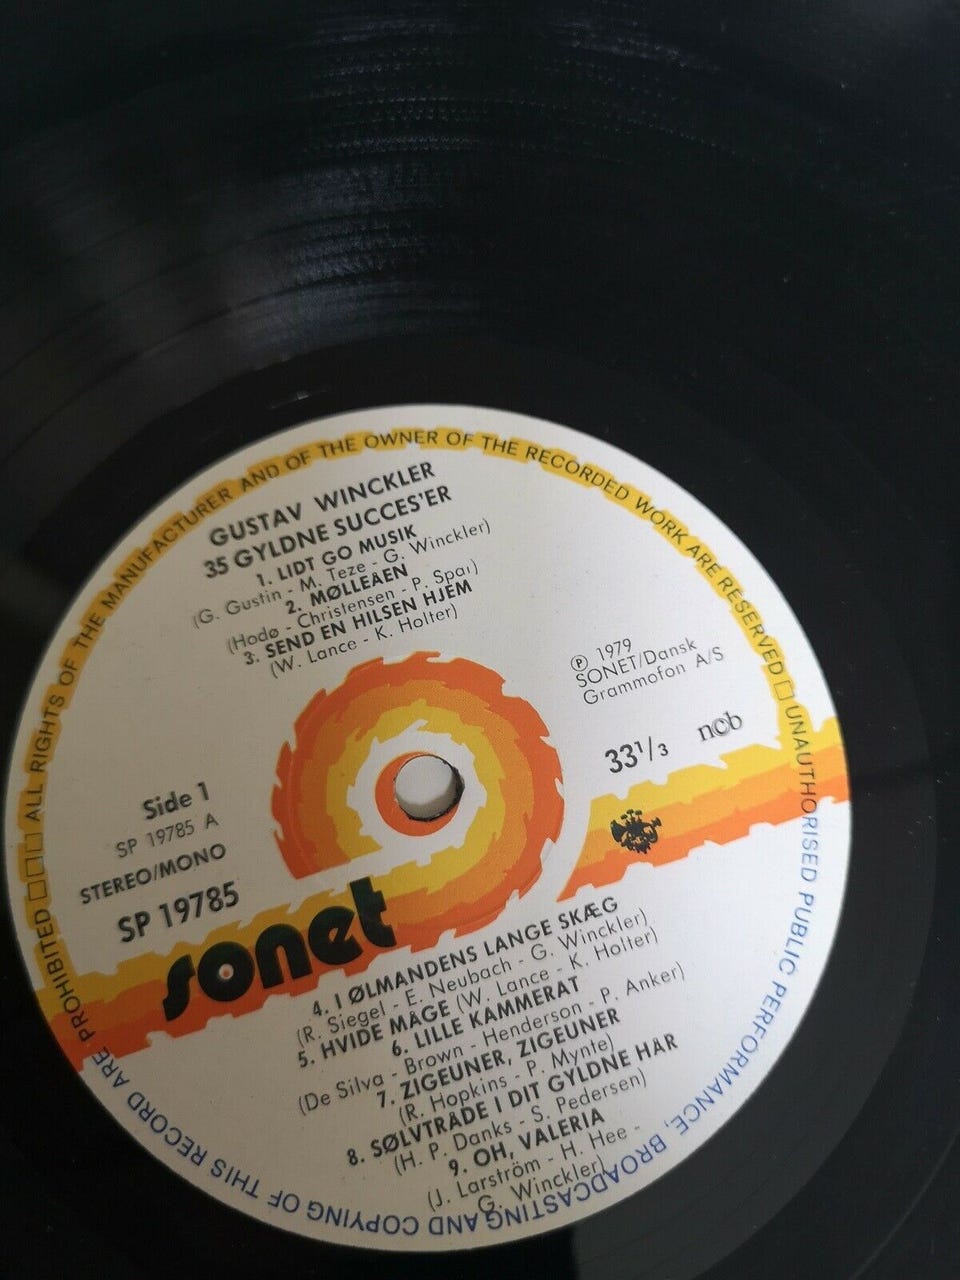 GUSTAV WINCKLER
35 GYLDNE SUCCES'ER
1. LIDT GO MUSIK
(G. Gustin - M. Teze - G. Winckler)
2. MØLLEÅEN
(Hodø - Christensen - P. Spar)
3. SEND EN HILSEN HJEM
(W. Lance - K. Holter)
℗ 1979
SONET/Dansk
Grammofon A/S
33 1/3 ncb
Side 1
SP 19785 A
STEREO/MONO
SP 19785
sonet
4. I ØLMANDENS LANGE SKÆG
(R. Siegel - E. Neubach - G. Winckler)
5. HVIDE MÅGE (W. Lance - K. Holter)
6. LILLE KAMMERAT
(De Silva - Brown - Henderson - P. Anker)
7. ZIGEUNER, ZIGEUNER
(R. Hopkins - P. Mynte)
8. SØLVTRÅDE I DIT GYLDNE HÅR
(H. P. Danks - S. Pedersen)
9. OH, VALERIA
(J. Larström - H. Hee -
G. Winckler)
ALL RIGHTS OF THE MANUFACTURER AND OF THE OWNER OF THE RECORDED WORK ARE RESERVED □ UNAUTHORISED PUBLIC PERFORMANCE, BROADCASTING AND COPYING OF THIS RECORD ARE PROHIBITED □□□